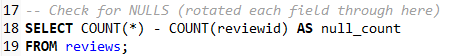 17 -- Check for NULLS (rotated each field through here)
18 SELECT COUNT(*) - COUNT(reviewid) AS null_count
19 FROM reviews;